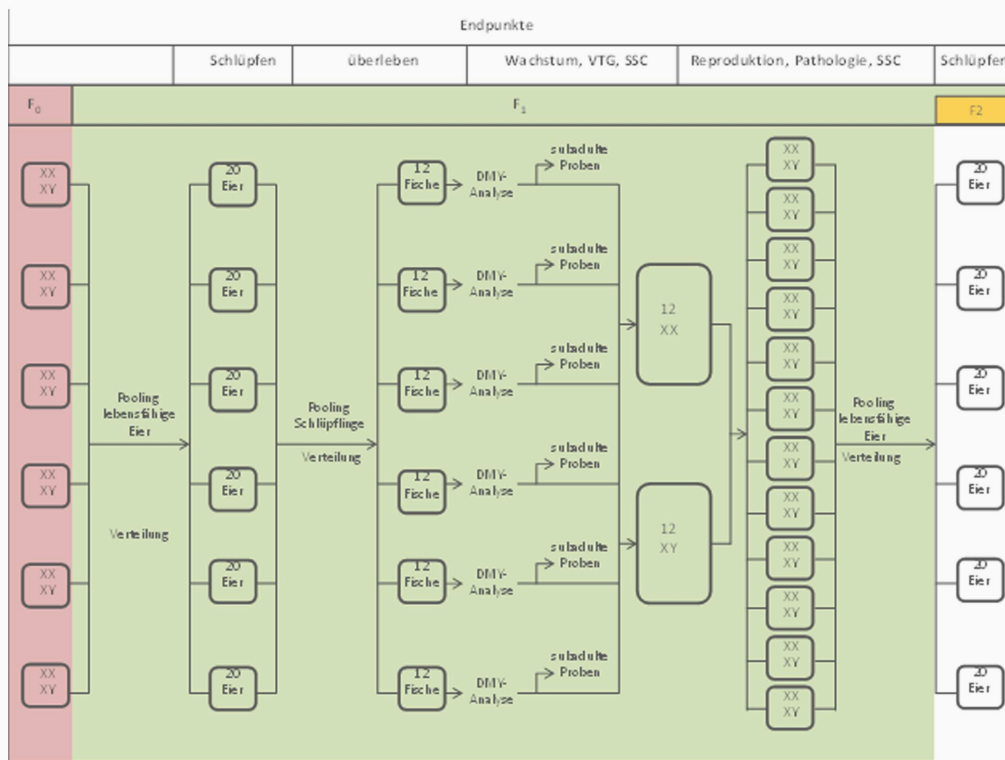 Endpunkte
Schlüpfen überleben Wachstum, VTG, SSC Reproduktion, Pathologie, SSC Schlüpfen
F0 F1 F2
XX
XY
XX
XY
XX
XY
XX
XY
XX
XY
XX
XY
Pooling
lebensfähige
Eier
Verteilung
20
Eier
20
Eier
20
Eier
20
Eier
20
Eier
20
Eier
Pooling
Schlüpflinge
Verteilung
12
Fische
12
Fische
12
Fische
12
Fische
12
Fische
12
Fische
DMY-
Analyse
DMY-
Analyse
DMY-
Analyse
DMY-
Analyse
DMY-
Analyse
DMY-
Analyse
subadulte
Proben
subadulte
Proben
subadulte
Proben
subadulte
Proben
subadulte
Proben
subadulte
Proben
12
XX
12
XY
XX
XY
XX
XY
XX
XY
XX
XY
XX
XY
XX
XY
XX
XY
XX
XY
XX
XY
XX
XY
XX
XY
XX
XY
Pooling
lebensfähige
Eier
Verteilung
20
Eier
20
Eier
20
Eier
20
Eier
20
Eier
20
Eier